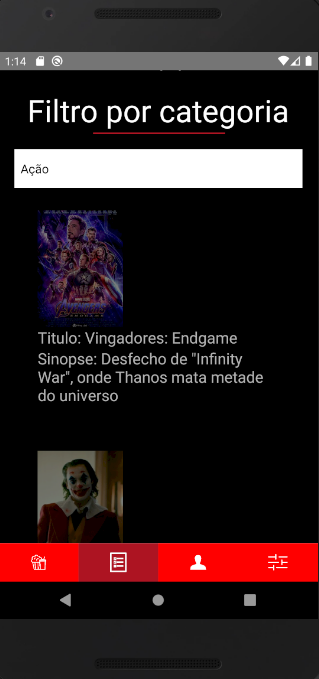 1:14
Filtro por categoria
Ação
Titulo: Vingadores: Endgame
Sinopse: Desfecho de "Infinity
War", onde Thanos mata metade
do universo